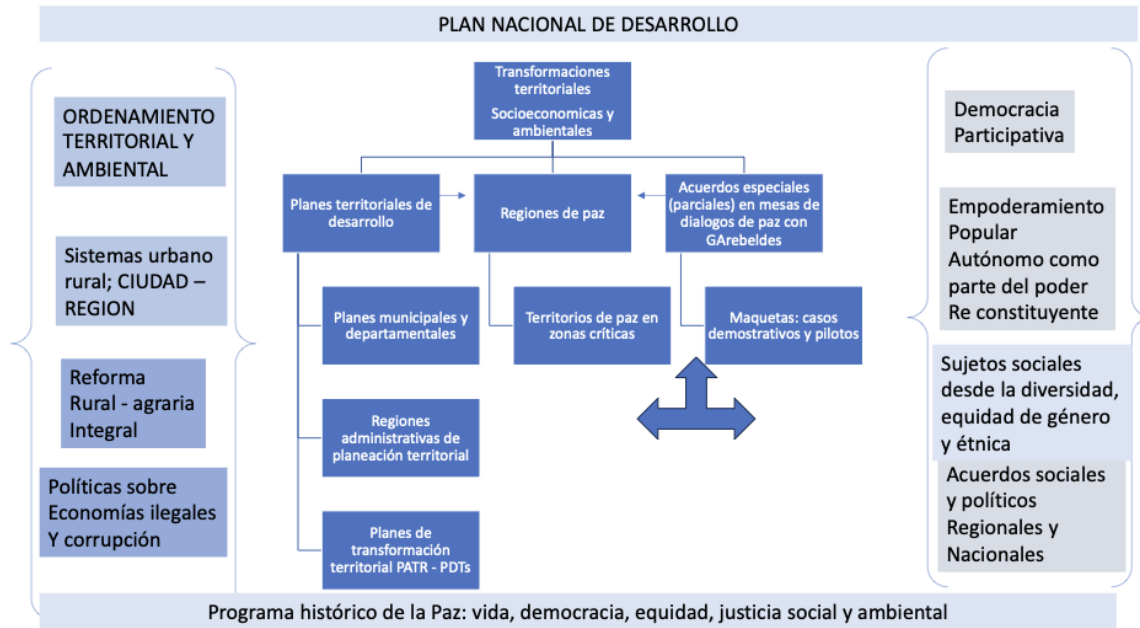 PLAN NACIONAL DE DESARROLLO
ORDENAMIENTO
TERRITORIAL Y
AMBIENTAL
Sistemas urbano
rural; CIUDAD –
REGION
Reforma
Rural - agraria
Integral
Políticas sobre
Economías ilegales
Y corrupción
Transformaciones
territoriales
Socioeconomicas y
ambientales
Planes territoriales de
desarrollo
Regiones de paz
Acuerdos especiales
(parciales) en mesas de
dialogos de paz con
GArebeldes
Planes municipales y
departamentales
Territorios de paz en
zonas críticas
Maquetas: casos
demostrativos y pilotos
Regiones
administrativas de
planeación territorial
Planes de
transformación
territorial PATR - PDTs
Democracia
Participativa
Empoderamiento
Popular
Autónomo como
parte del poder
Re constituyente
Sujetos sociales
desde la diversidad,
equidad de género
y étnica
Acuerdos sociales
y políticos
Regionales y
Nacionales
Programa histórico de la Paz: vida, democracia, equidad, justicia social y ambiental